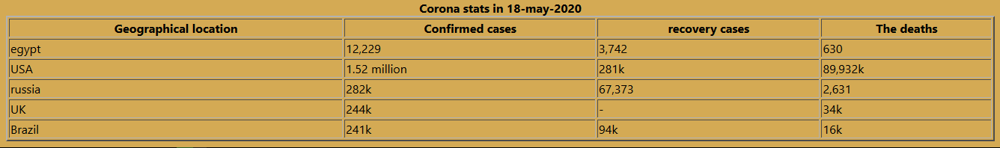 Corona stats in 18-may-2020
Geographical location Confirmed cases recovery cases The deaths
egypt 12,229 3,742 630
USA 1.52 million 281k 89,932k
russia 282k 67,373 2,631
UK 244k - 34k
Brazil 241k 94k 16k